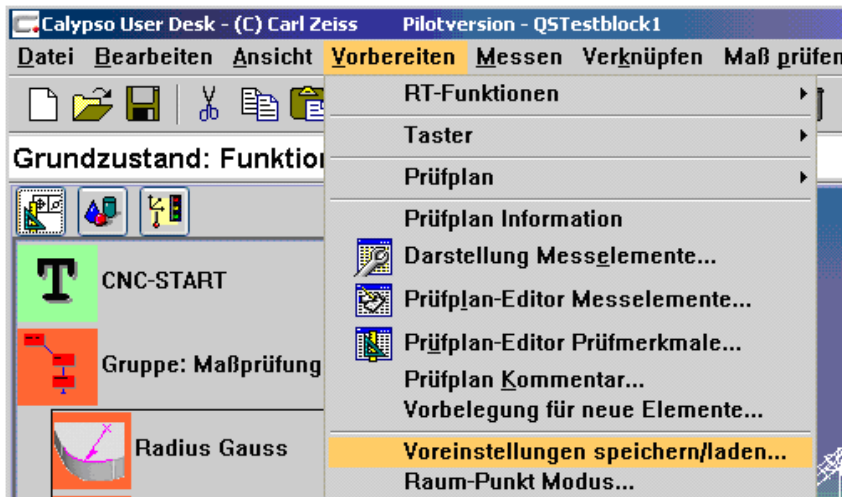 Calypso User Desk - (C) Carl Zeiss Pilotversion - QSTestblock1
Datei Bearbeiten Ansicht Vorbereiten Messen Verknüpfen Maß prüfen
RT-Funktionen
Taster
Grundzustand: Funktion
Prüfplan
Prüfplan Information
Darstellung Messelemente...
T CNC-START
Prüfplan-Editor Messelemente...
Prüfplan-Editor Prüfmerkmale...
Gruppe: Maßprüfung
Prüfplan Kommentar...
Vorbelegung für neue Elemente...
Radius Gauss
Voreinstellungen speichern/laden...
Raum-Punkt Modus...